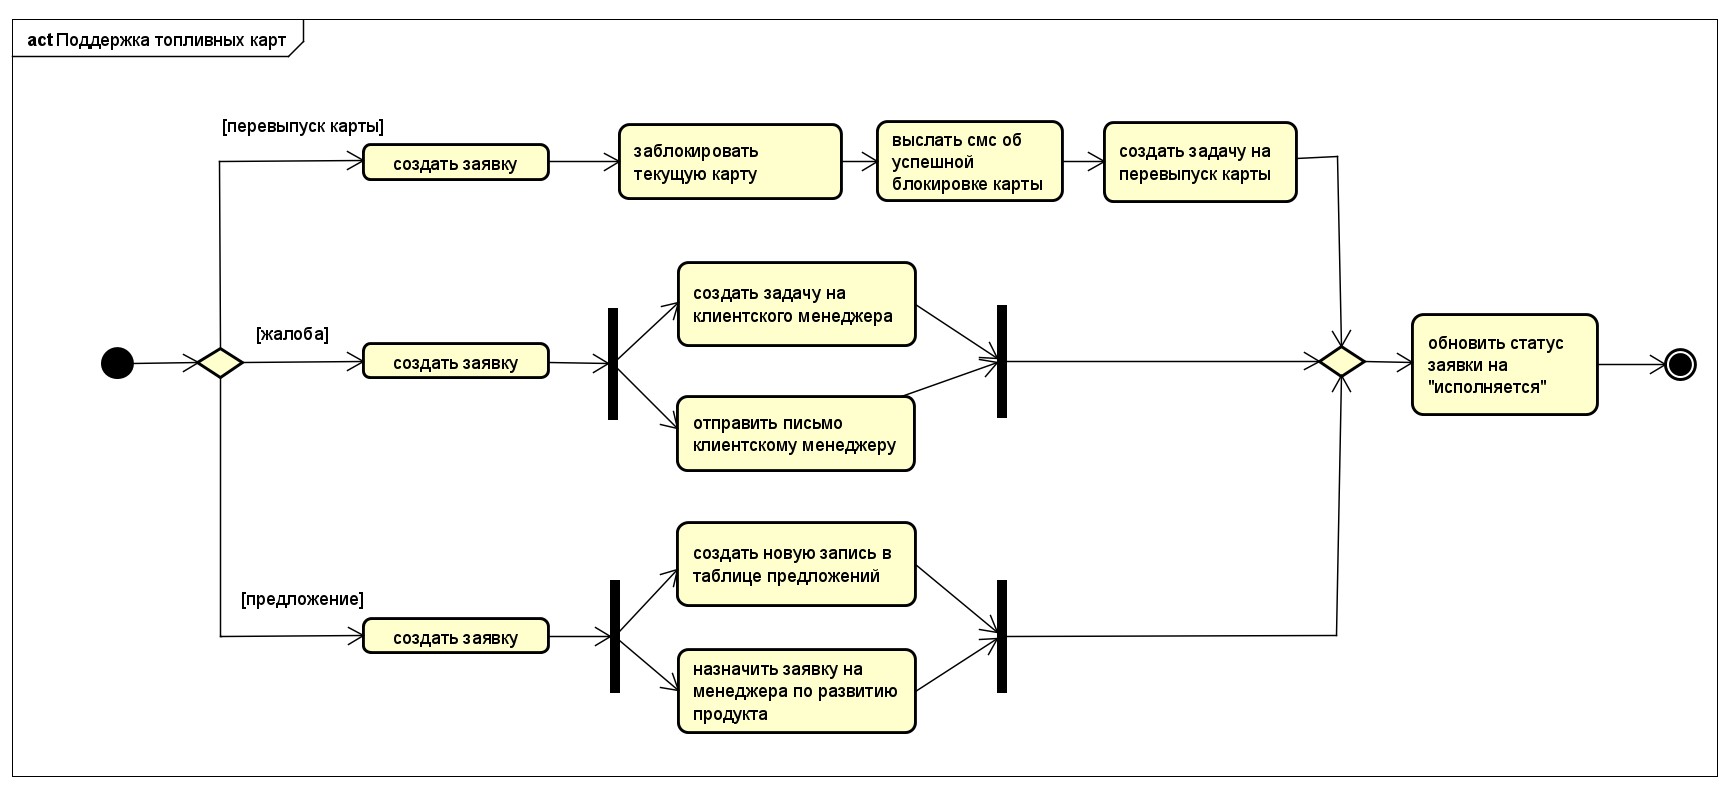 act Поддержка топливных карт
[перевыпуск карты]
создать заявку
заблокировать
текущую карту
выслать смс об
успешной
блокировке карты
создать задачу на
перевыпуск карты
[жалоба]
создать заявку
создать задачу на
клиентского менеджера
отправить письмо
клиентскому менеджеру
обновить статус
заявки на
"исполняется"
[предложение]
создать заявку
создать новую запись в
таблице предложений
назначить заявку на
менеджера по развитию
продукта